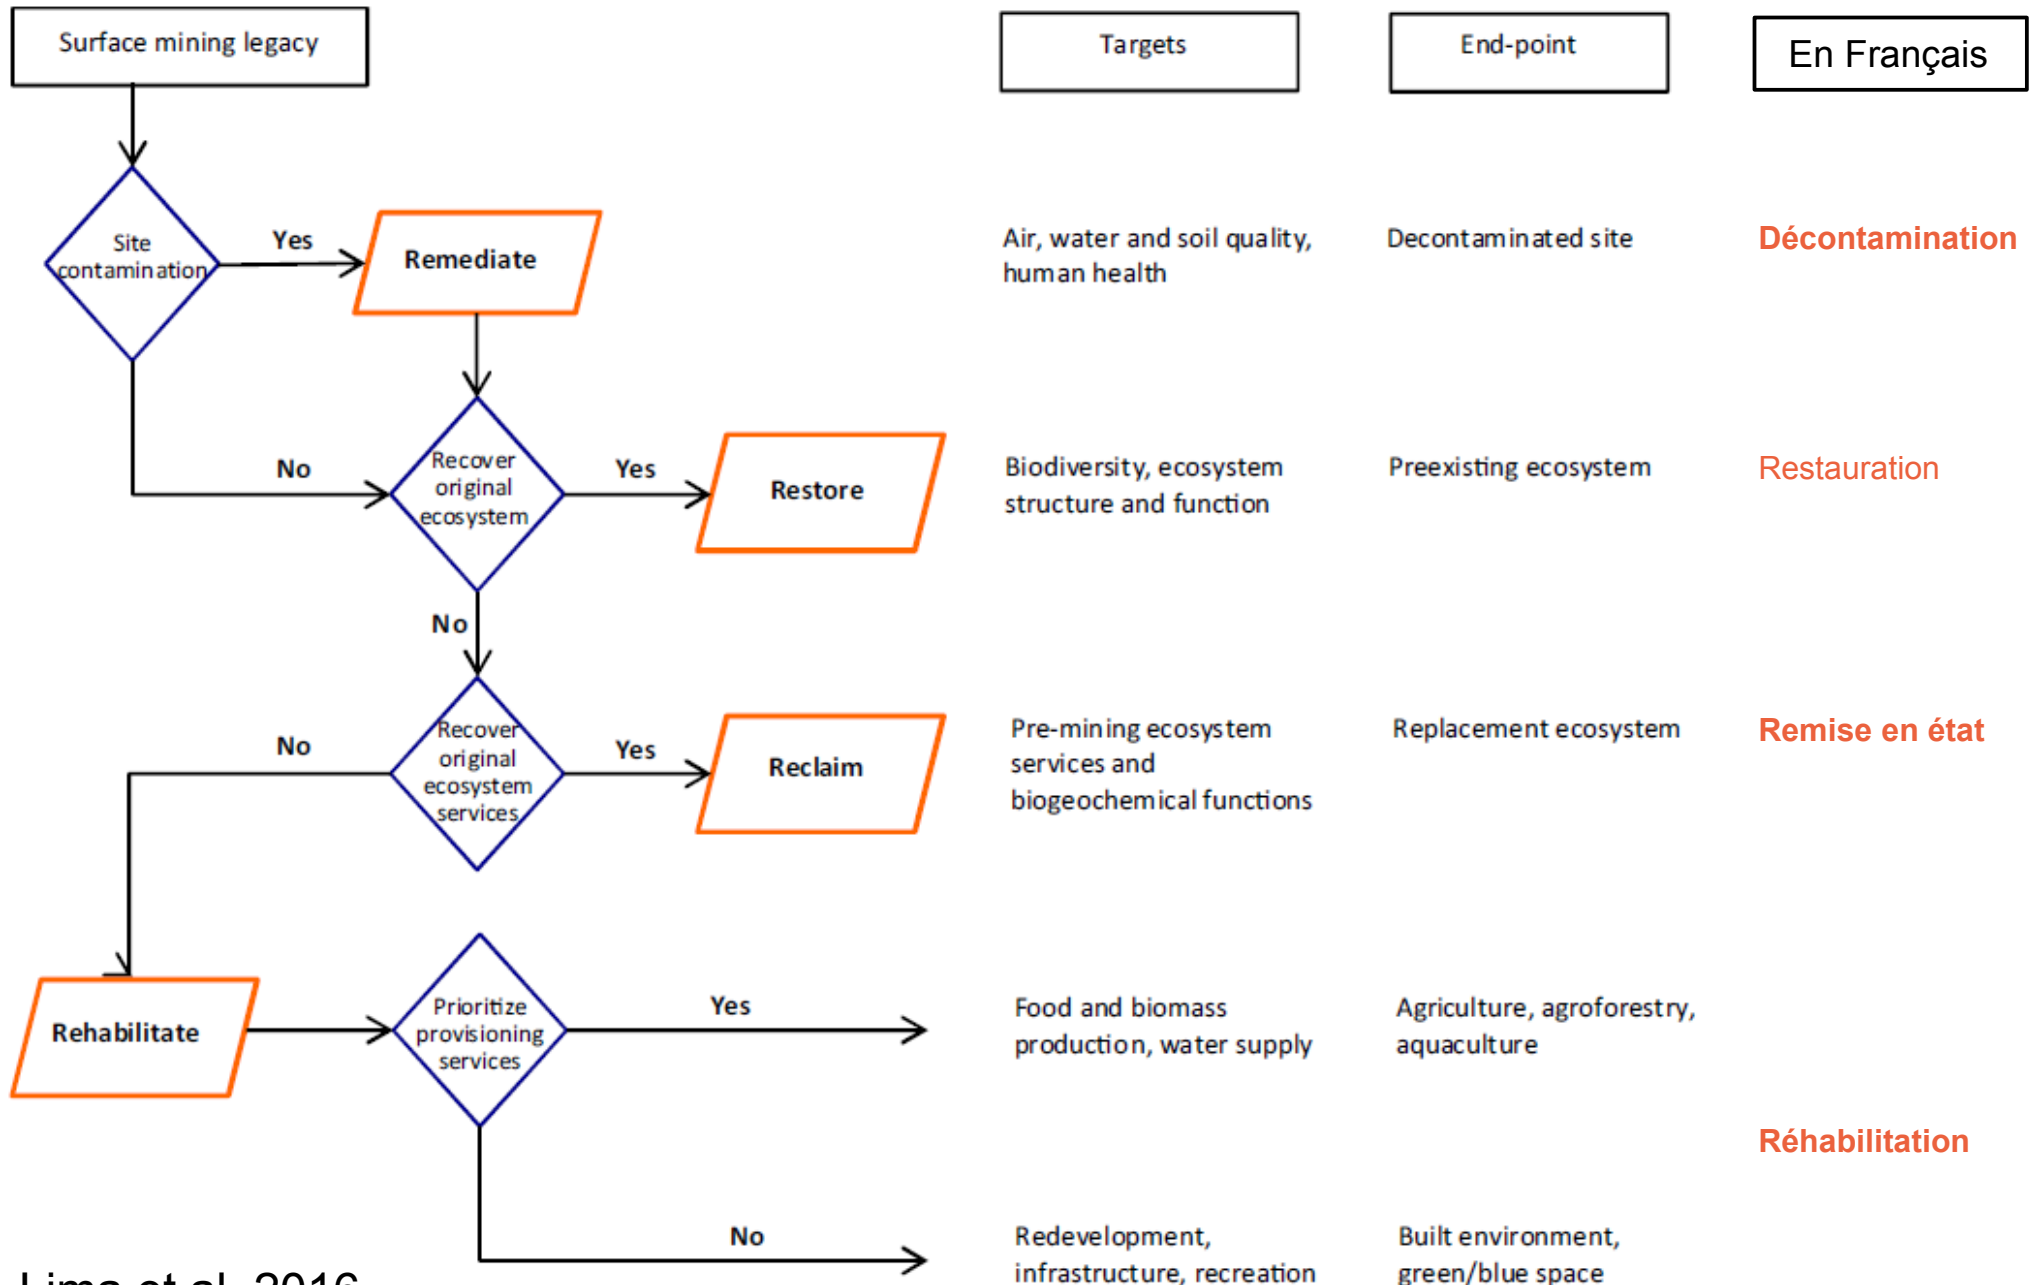 Surface mining legacy
Targets
End-point
En Français
Site
contamination
Yes
Remediate
Air, water and soil quality,
human health
Decontaminated site
Décontamination
No
Recover
original
ecosystem
Yes
Restore
Biodiversity, ecosystem
structure and function
Preexisting ecosystem
Restauration
No
No
Recover
original
ecosystem
services
Yes
Reclaim
Pre-mining ecosystem
services and
biogeochemical functions
Replacement ecosystem
Remise en état
Rehabilitate
Prioritize
provisioning
services
Yes
Food and biomass
production, water supply
Agriculture, agroforestry,
aquaculture
Réhabilitation
No
Redevelopment,
infrastructure, recreation
Built environment,
green/blue space
Lima et al. 2016